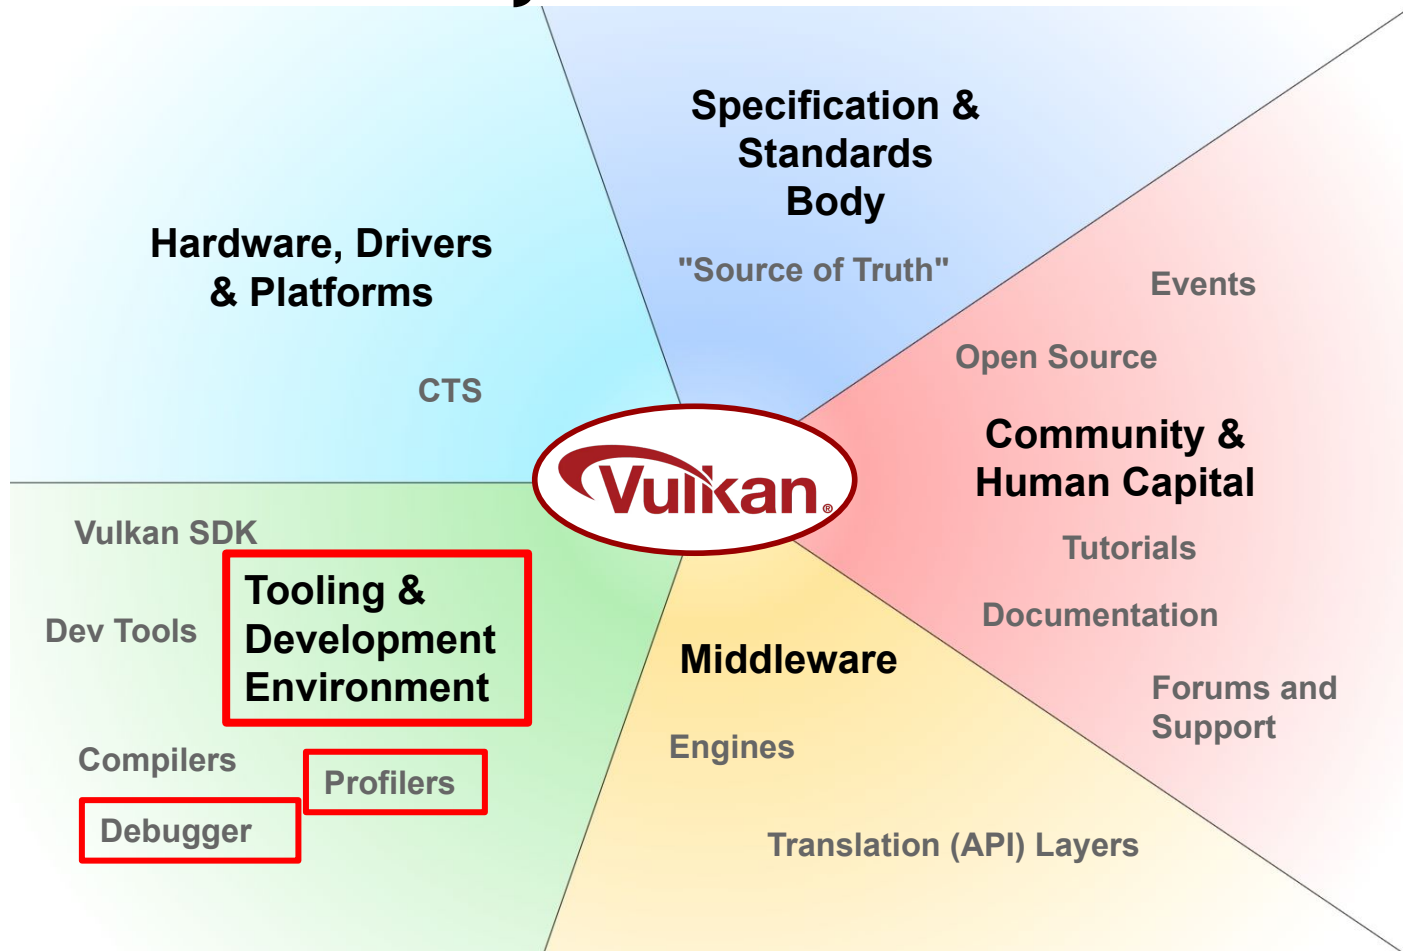 Specification &
Standards
Body
"Source of Truth"
Hardware, Drivers
& Platforms
CTS
Events
Open Source
Community &
Human Capital
Tutorials
Documentation
Forums and
Support
Vulkan®
Vulkan SDK
Tooling &
Development
Environment
Dev Tools
Compilers
Profilers
Debugger
Middleware
Engines
Translation (API) Layers